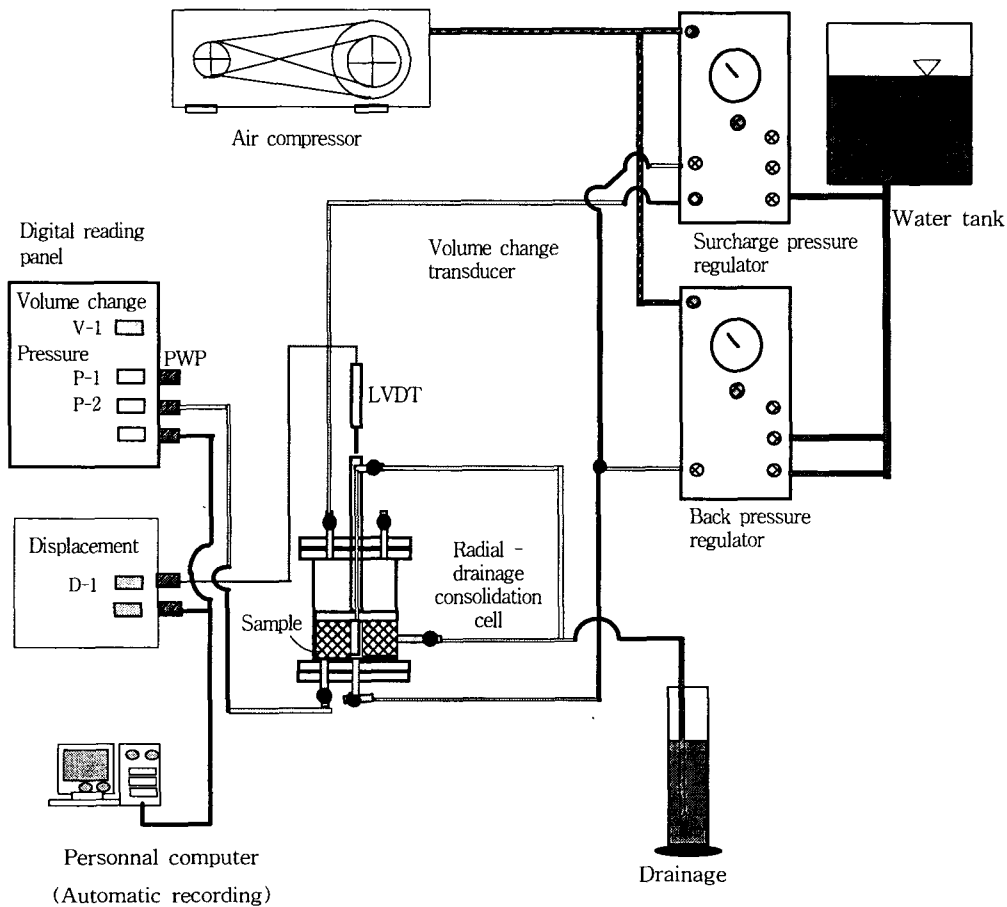 Air compressor
Water tank
Surcharge pressure
regulator
Volume change
transducer
Digital reading
panel
Volume change
V-1
Pressure
PWP
P-1
P-2
LVDT
Back pressure
regulator
Displacement
D-1
Radial -
drainage
consolidation
cell
Sample
Drainage
Personnal computer
(Automatic recording)